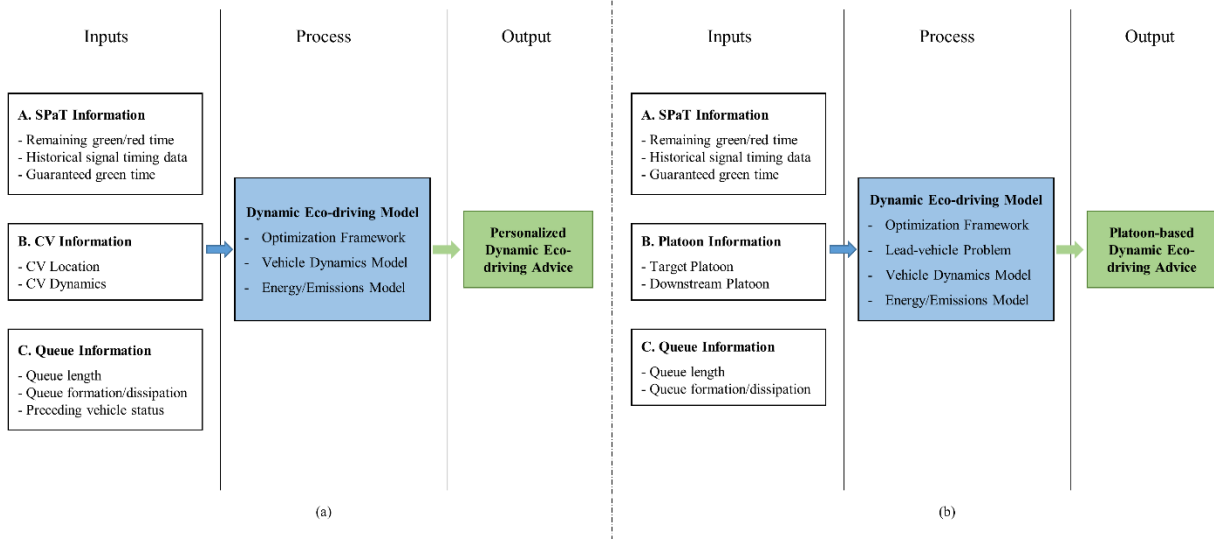 Inputs
Process
Output
A. SPaT Information
- Remaining green/red time
- Historical signal timing data
- Guaranteed green time
B. CV Information
- CV Location
- CV Dynamics
C. Queue Information
- Queue length
- Queue formation/dissipation
- Preceding vehicle status
Dynamic Eco-driving Model
- Optimization Framework
- Vehicle Dynamics Model
- Energy/Emissions Model
Personalized
Dynamic Eco-
driving Advice
(a)
Inputs
Process
Output
A. SPaT Information
- Remaining green/red time
- Historical signal timing data
- Guaranteed green time
B. Platoon Information
- Target Platoon
- Downstream Platoon
C. Queue Information
- Queue length
- Queue formation/dissipation
Dynamic Eco-driving Model
- Optimization Framework
- Lead-vehicle Problem
- Vehicle Dynamics Model
- Energy/Emissions Model
Platoon-based
Dynamic Eco-
driving Advice
(b)